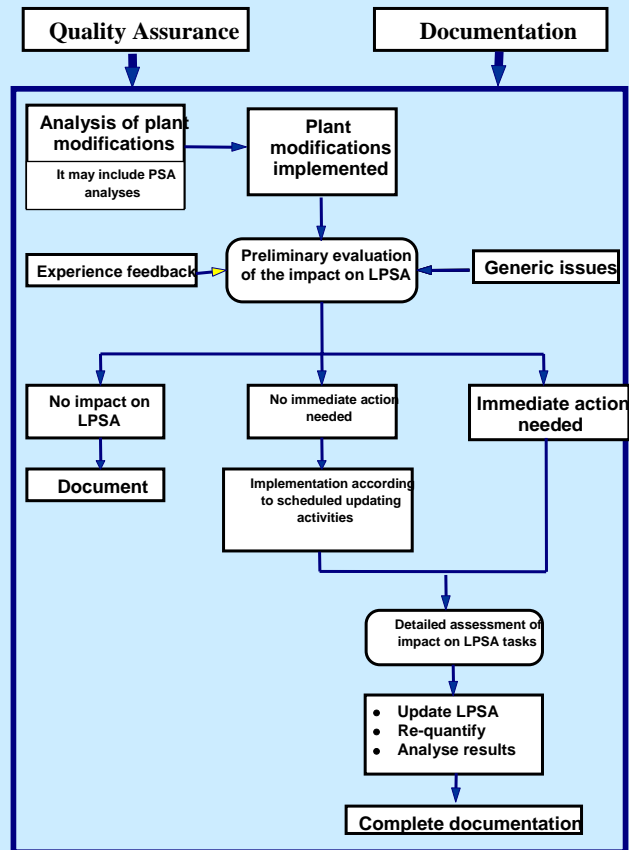 Quality Assurance
Documentation
Analysis of plant
modifications
It may include PSA
analyses
Plant
modifications
implemented
Experience feedback
Preliminary evaluation
of the impact on LPSA
Generic issues
No impact on
LPSA
No immediate action
needed
Immediate action
needed
Document
Implementation according
to scheduled updating
activities
Detailed assessment of
impact on LPSA tasks
● Update LPSA
● Re-quantify
● Analyse results
Complete documentation